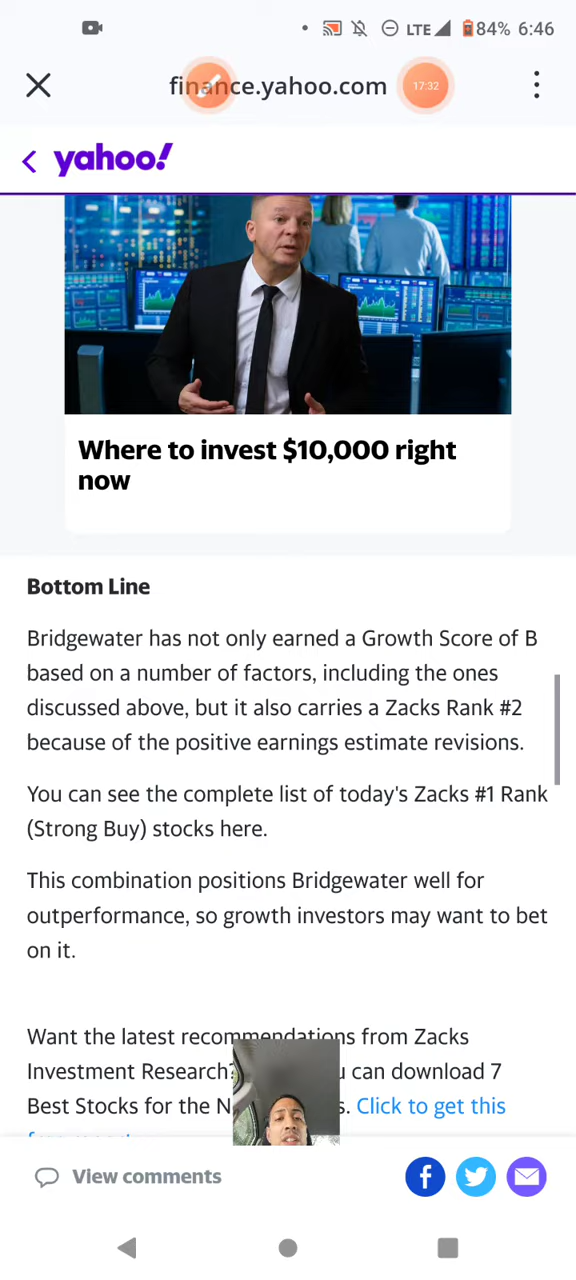 LTE 84% 6:46
finance.yahoo.com 17:32
yahoo!
Where to invest $10,000 right
now
Bottom Line
Bridgewater has not only earned a Growth Score of B
based on a number of factors, including the ones
discussed above, but it also carries a Zacks Rank #2
because of the positive earnings estimate revisions.
You can see the complete list of today's Zacks #1 Rank
(Strong Buy) stocks here.
This combination positions Bridgewater well for
outperformance, so growth investors may want to bet
on it.
Want the latest recommendations from Zacks
Investment Research? can download 7
Best Stocks for the N s. Click to get this
View comments